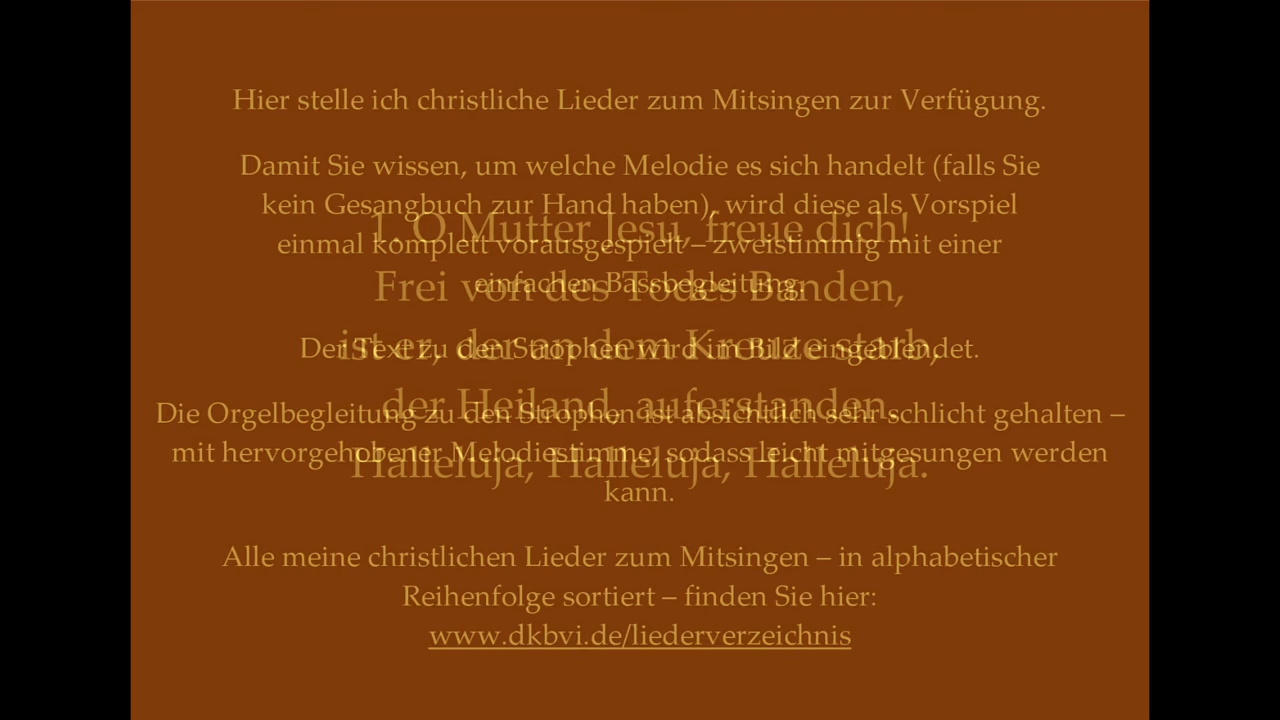 Hier stelle ich christliche Lieder zum Mitsingen zur Verfügung.
Damit Sie wissen, um welche Melodie es sich handelt (falls Sie
kein Gesangbuch zur Hand haben), wird diese als Vorspiel
1. O Mutter Jesu, freue dich!
einmal komplett vorausgespielt – zweistimmig mit einer
einfachen Bassbegleitung.
Frei von des Todes Banden,
ist er, der an dem Kreuze starb,
Der Text zu den Strophen wird im Bild eingeblendet.
der Heiland, auferstanden.
Die Orgelbegleitung zu den Strophen ist absichtlich sehr schlicht gehalten –
mit hervorgehobener Melodiestimme, sodass leicht mitgesungen werden
Halleluja, Halleluja, Halleluja.
kann.
Alle meine christlichen Lieder zum Mitsingen – in alphabetischer
Reihenfolge sortiert – finden Sie hier:
www.dkbvi.de/liederverzeichnis